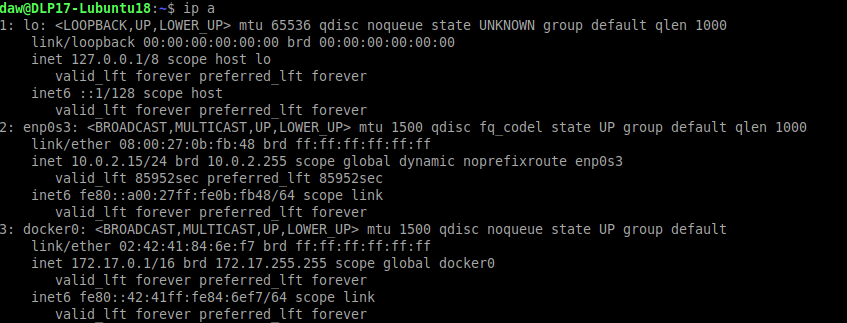 daw@DLP17-Lubuntu18:~$ ip a
1: lo: <LOOPBACK,UP,LOWER_UP> mtu 65536 qdisc noqueue state UNKNOWN group default qlen 1000
    link/loopback 00:00:00:00:00:00 brd 00:00:00:00:00:00
    inet 127.0.0.1/8 scope host lo
       valid_lft forever preferred_lft forever
    inet6 ::1/128 scope host
       valid_lft forever preferred_lft forever
2: enp0s3: <BROADCAST,MULTICAST,UP,LOWER_UP> mtu 1500 qdisc fq_codel state UP group default qlen 1000
    link/ether 08:00:27:0b:fb:48 brd ff:ff:ff:ff:ff:ff
    inet 10.0.2.15/24 brd 10.0.2.255 scope global dynamic noprefixroute enp0s3
       valid_lft 85952sec preferred_lft 85952sec
    inet6 fe80::a00:27ff:fe0b:fb48/64 scope link
       valid_lft forever preferred_lft forever
3: docker0: <BROADCAST,MULTICAST,UP,LOWER_UP> mtu 1500 qdisc noqueue state UP group default
    link/ether 02:42:41:84:6e:f7 brd ff:ff:ff:ff:ff:ff
    inet 172.17.0.1/16 brd 172.17.255.255 scope global docker0
       valid_lft forever preferred_lft forever
    inet6 fe80::42:41ff:fe84:6ef7/64 scope link
       valid_lft forever preferred_lft forever